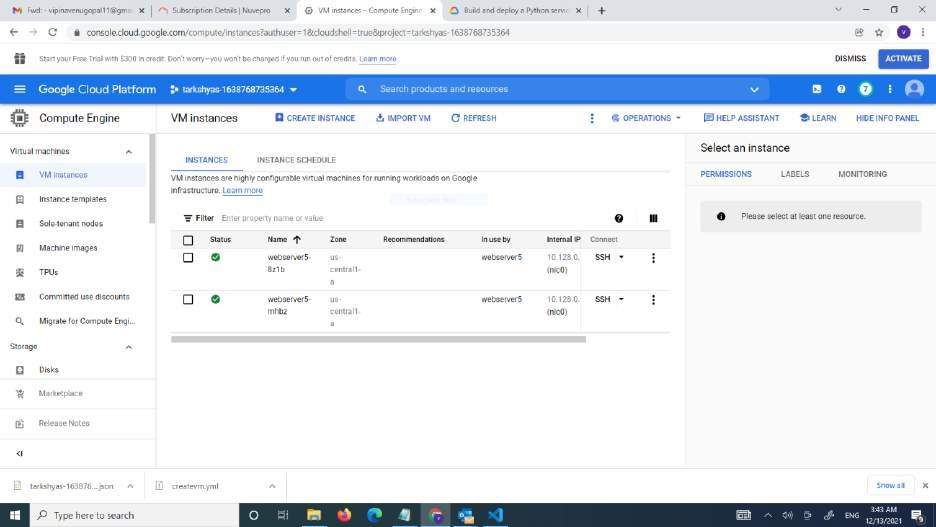 Fwd: - vipinavenugopal11@gma
Subscription Details | Nuvepro
VM instances – Compute Engine
Build and deploy a Python servic
console.cloud.google.com/compute/instances?authuser=1&cloudshell=true&project=tarkshyas-1638768735364
V
Start your Free Trial with $300 in credit. Don't worry—you won't be charged if you run out of credits. Learn more
DISMISS
ACTIVATE
Google Cloud Platform
tarkshyas-1638768735364
Search products and resources
7
Compute Engine
VM instances
CREATE INSTANCE
IMPORT VM
REFRESH
OPERATIONS
HELP ASSISTANT
LEARN
HIDE INFO PANEL
Virtual machines
VM instances
Instance templates
Sole-tenant nodes
Machine images
TPUs
Committed use discounts
Migrate for Compute Engi...
Storage
Disks
Marketplace
Release Notes
INSTANCES
INSTANCE SCHEDULE
VM instances are highly configurable virtual machines for running workloads on Google
infrastructure. Learn more
Filter Enter property name or value
Status Name Zone Recommendations In use by Internal IP Connect
webserver5- us- webserver5 10.128.0. SSH
8z1b central1- (nic0)
a
webserver5- us- webserver5 10.128.0. SSH
mhbz central1- (nic0)
a
Select an instance
PERMISSIONS
LABELS
MONITORING
Please select at least one resource.
tarkshyas-163876....json
createvm.yml
Show all
Type here to search
ENG
3:43 AM
12/13/2021
9